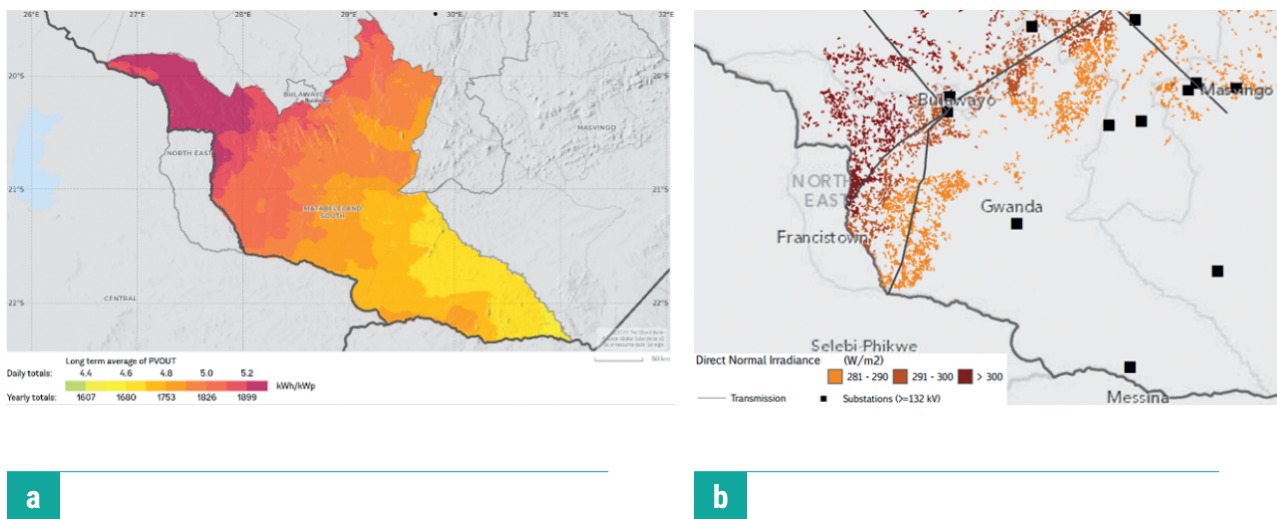 26°E 27°E 28°E 29°E 30°E 31°E 32°E
20°S
BULAWAYO
MASVINGO
NORTH EAST
21°S
MATABELELAND
SOUTH
CENTRAL
22°S
50 km
Long term average of PVOUT
Daily totals: 4.4 4.6 4.8 5.0 5.2
kWh/kWp
Yearly totals: 1607 1680 1753 1826 1899
a
Bulawayo
Masvingo
NORTH
EAST
Gwanda
Francistown
Selebi-Phikwe
Direct Normal Irradiance
(W/m2)
281 - 290 291 - 300 > 300
Transmission Substations (>=132 kV)
Messina
b